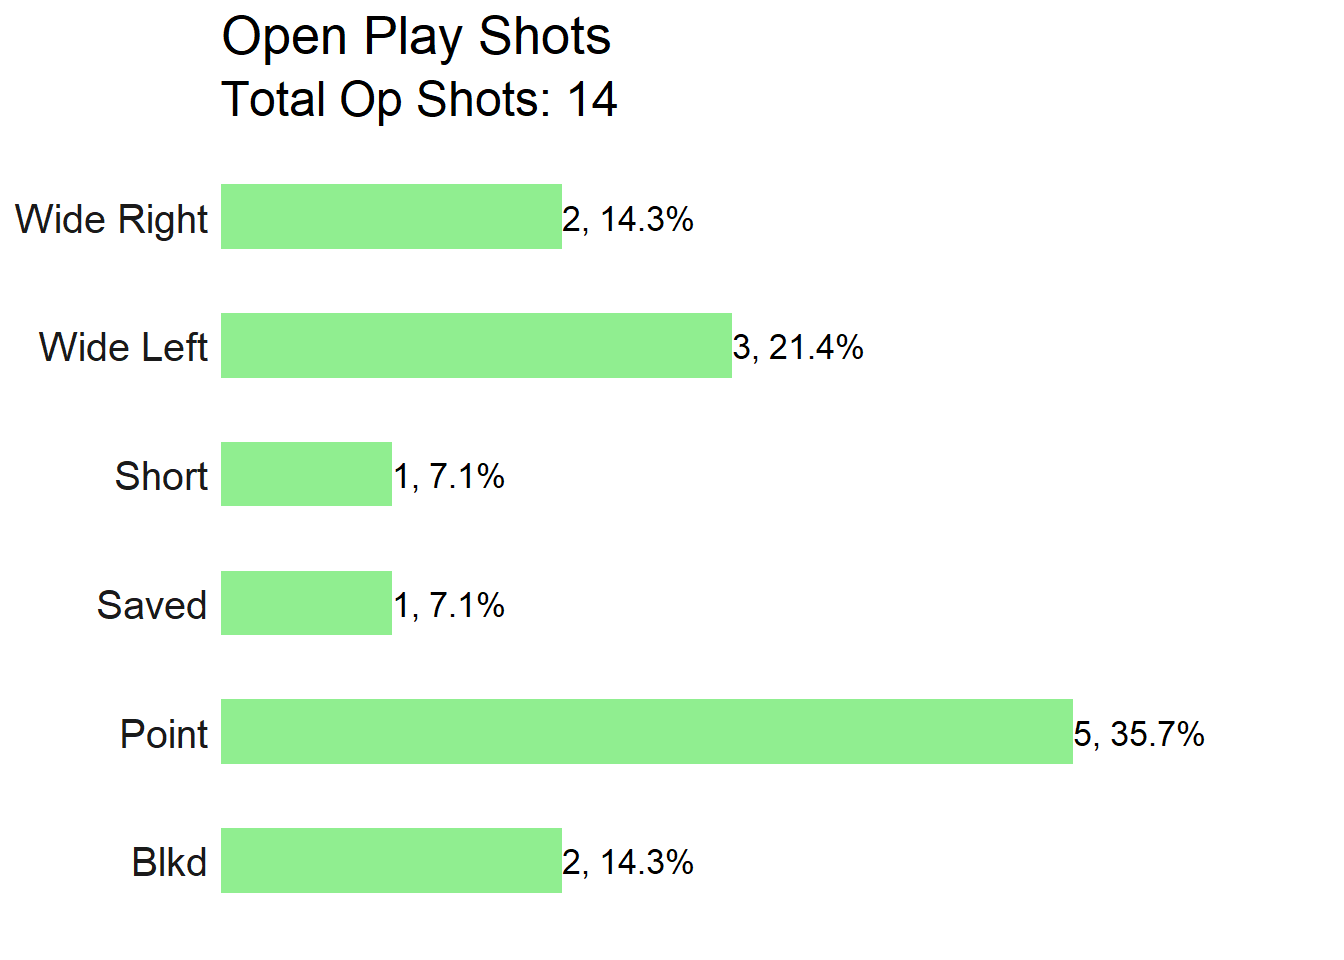 Open Play Shots
Total Op Shots: 14
Wide Right 2, 14.3%
Wide Left 3, 21.4%
Short 1, 7.1%
Saved 1, 7.1%
Point 5, 35.7%
Blkd 2, 14.3%